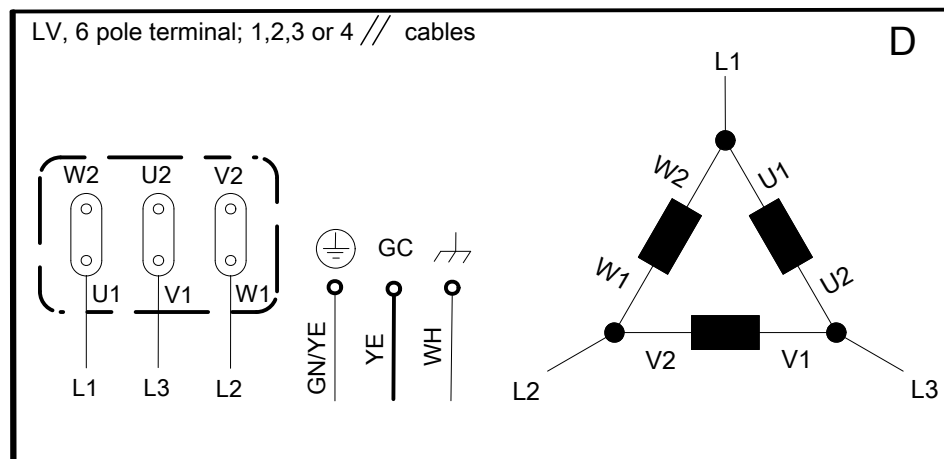 LV, 6 pole terminal; 1,2,3 or 4 // cables
D
W2 U2 V2
U1 V1 W1
L1 L3 L2
GC
GN/YE
YE
WH
L1
W2 U1
W1 U2
V2 V1
L2 L3